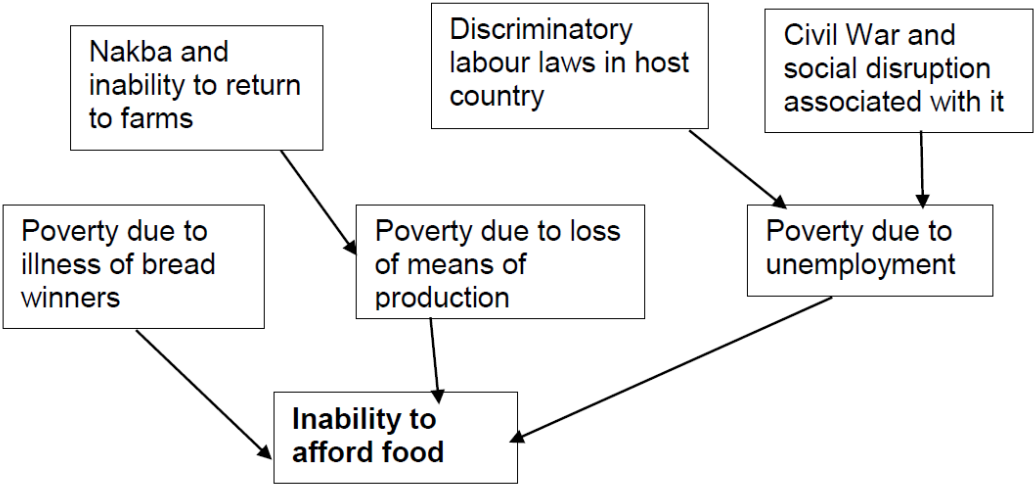 Nakba and
inability to return
to farms
Discriminatory
labour laws in host
country
Civil War and
social disruption
associated with it
Poverty due to
illness of bread
winners
Poverty due to loss
of means of
production
Poverty due to
unemployment
Inability to
afford food